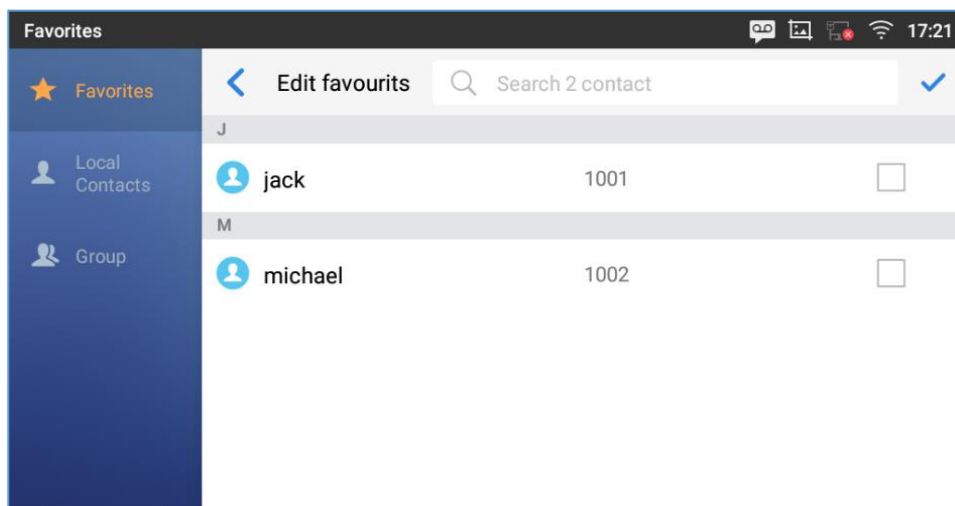 Favorites 17:21
Favorites
Edit favourits Search 2 contact
J
Local
Contacts
jack 1001
M
Group
michael 1002